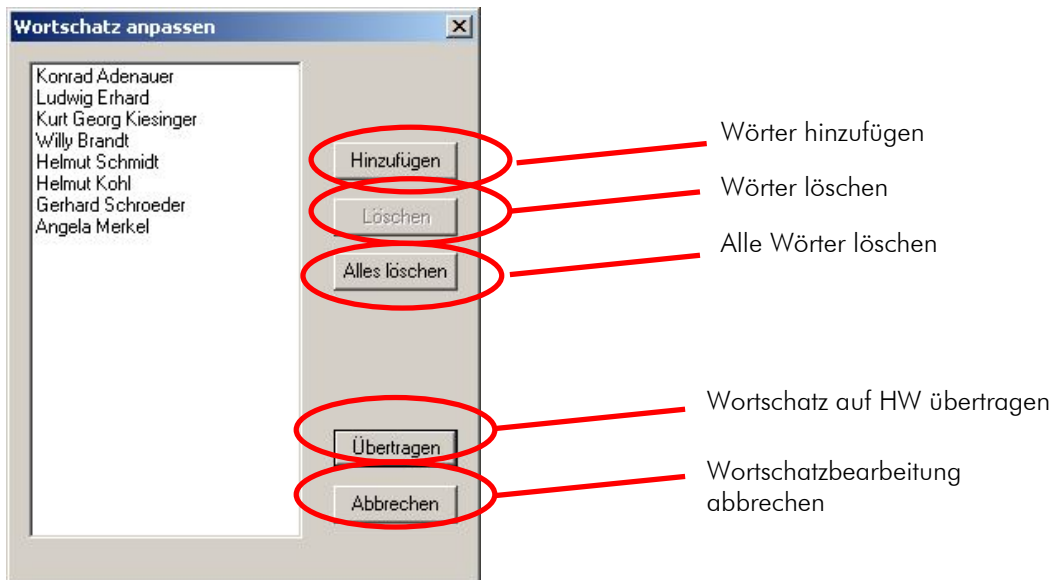 Wortschatz anpassen
Konrad Adenauer
Ludwig Erhard
Kurt Georg Kiesinger
Willy Brandt
Helmut Schmidt
Helmut Kohl
Gerhard Schroeder
Angela Merkel
Hinzufügen
Löschen
Alles löschen
Übertragen
Abbrechen
Wörter hinzufügen
Wörter löschen
Alle Wörter löschen
Wortschatz auf HW übertragen
Wortschatzbearbeitung
abbrechen